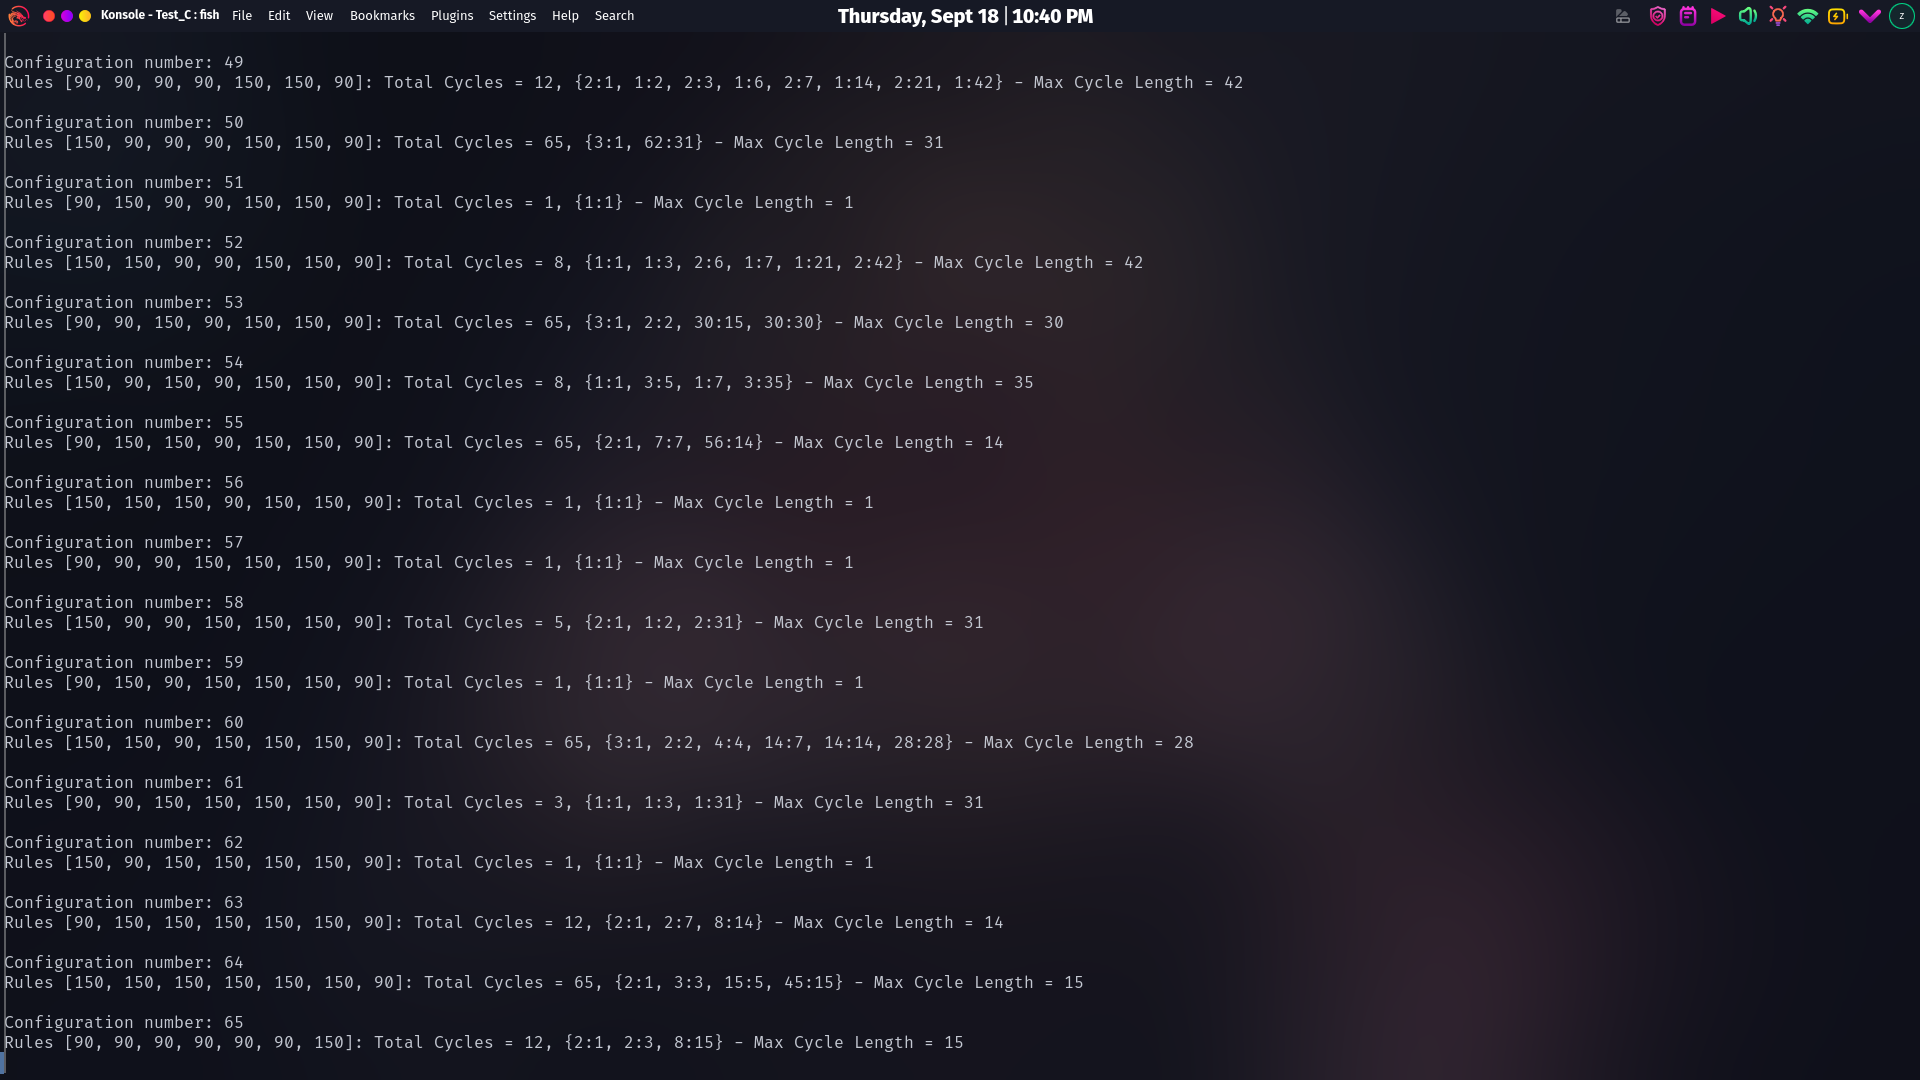 Konsole - Test_C : fish File Edit View Bookmarks Plugins Settings Help Search Thursday, Sept 18 | 10:40 PM z
Configuration number: 49
Rules [90, 90, 90, 90, 150, 150, 90]: Total Cycles = 12, {2:1, 1:2, 2:3, 1:6, 2:7, 1:14, 2:21, 1:42} - Max Cycle Length = 42
Configuration number: 50
Rules [150, 90, 90, 90, 150, 150, 90]: Total Cycles = 65, {3:1, 62:31} - Max Cycle Length = 31
Configuration number: 51
Rules [90, 150, 90, 90, 150, 150, 90]: Total Cycles = 1, {1:1} - Max Cycle Length = 1
Configuration number: 52
Rules [150, 150, 90, 90, 150, 150, 90]: Total Cycles = 8, {1:1, 1:3, 2:6, 1:7, 1:21, 2:42} - Max Cycle Length = 42
Configuration number: 53
Rules [90, 90, 150, 90, 150, 150, 90]: Total Cycles = 65, {3:1, 2:2, 30:15, 30:30} - Max Cycle Length = 30
Configuration number: 54
Rules [150, 90, 150, 90, 150, 150, 90]: Total Cycles = 8, {1:1, 3:5, 1:7, 3:35} - Max Cycle Length = 35
Configuration number: 55
Rules [90, 150, 150, 90, 150, 150, 90]: Total Cycles = 65, {2:1, 7:7, 56:14} - Max Cycle Length = 14
Configuration number: 56
Rules [150, 150, 150, 90, 150, 150, 90]: Total Cycles = 1, {1:1} - Max Cycle Length = 1
Configuration number: 57
Rules [90, 90, 90, 150, 150, 150, 90]: Total Cycles = 1, {1:1} - Max Cycle Length = 1
Configuration number: 58
Rules [150, 90, 90, 150, 150, 150, 90]: Total Cycles = 5, {2:1, 1:2, 2:31} - Max Cycle Length = 31
Configuration number: 59
Rules [90, 150, 90, 150, 150, 150, 90]: Total Cycles = 1, {1:1} - Max Cycle Length = 1
Configuration number: 60
Rules [150, 150, 90, 150, 150, 150, 90]: Total Cycles = 65, {3:1, 2:2, 4:4, 14:7, 14:14, 28:28} - Max Cycle Length = 28
Configuration number: 61
Rules [90, 90, 150, 150, 150, 150, 90]: Total Cycles = 3, {1:1, 1:3, 1:31} - Max Cycle Length = 31
Configuration number: 62
Rules [150, 90, 150, 150, 150, 150, 90]: Total Cycles = 1, {1:1} - Max Cycle Length = 1
Configuration number: 63
Rules [90, 150, 150, 150, 150, 150, 90]: Total Cycles = 12, {2:1, 2:7, 8:14} - Max Cycle Length = 14
Configuration number: 64
Rules [150, 150, 150, 150, 150, 150, 90]: Total Cycles = 65, {2:1, 3:3, 15:5, 45:15} - Max Cycle Length = 15
Configuration number: 65
Rules [90, 90, 90, 90, 90, 90, 150]: Total Cycles = 12, {2:1, 2:3, 8:15} - Max Cycle Length = 15